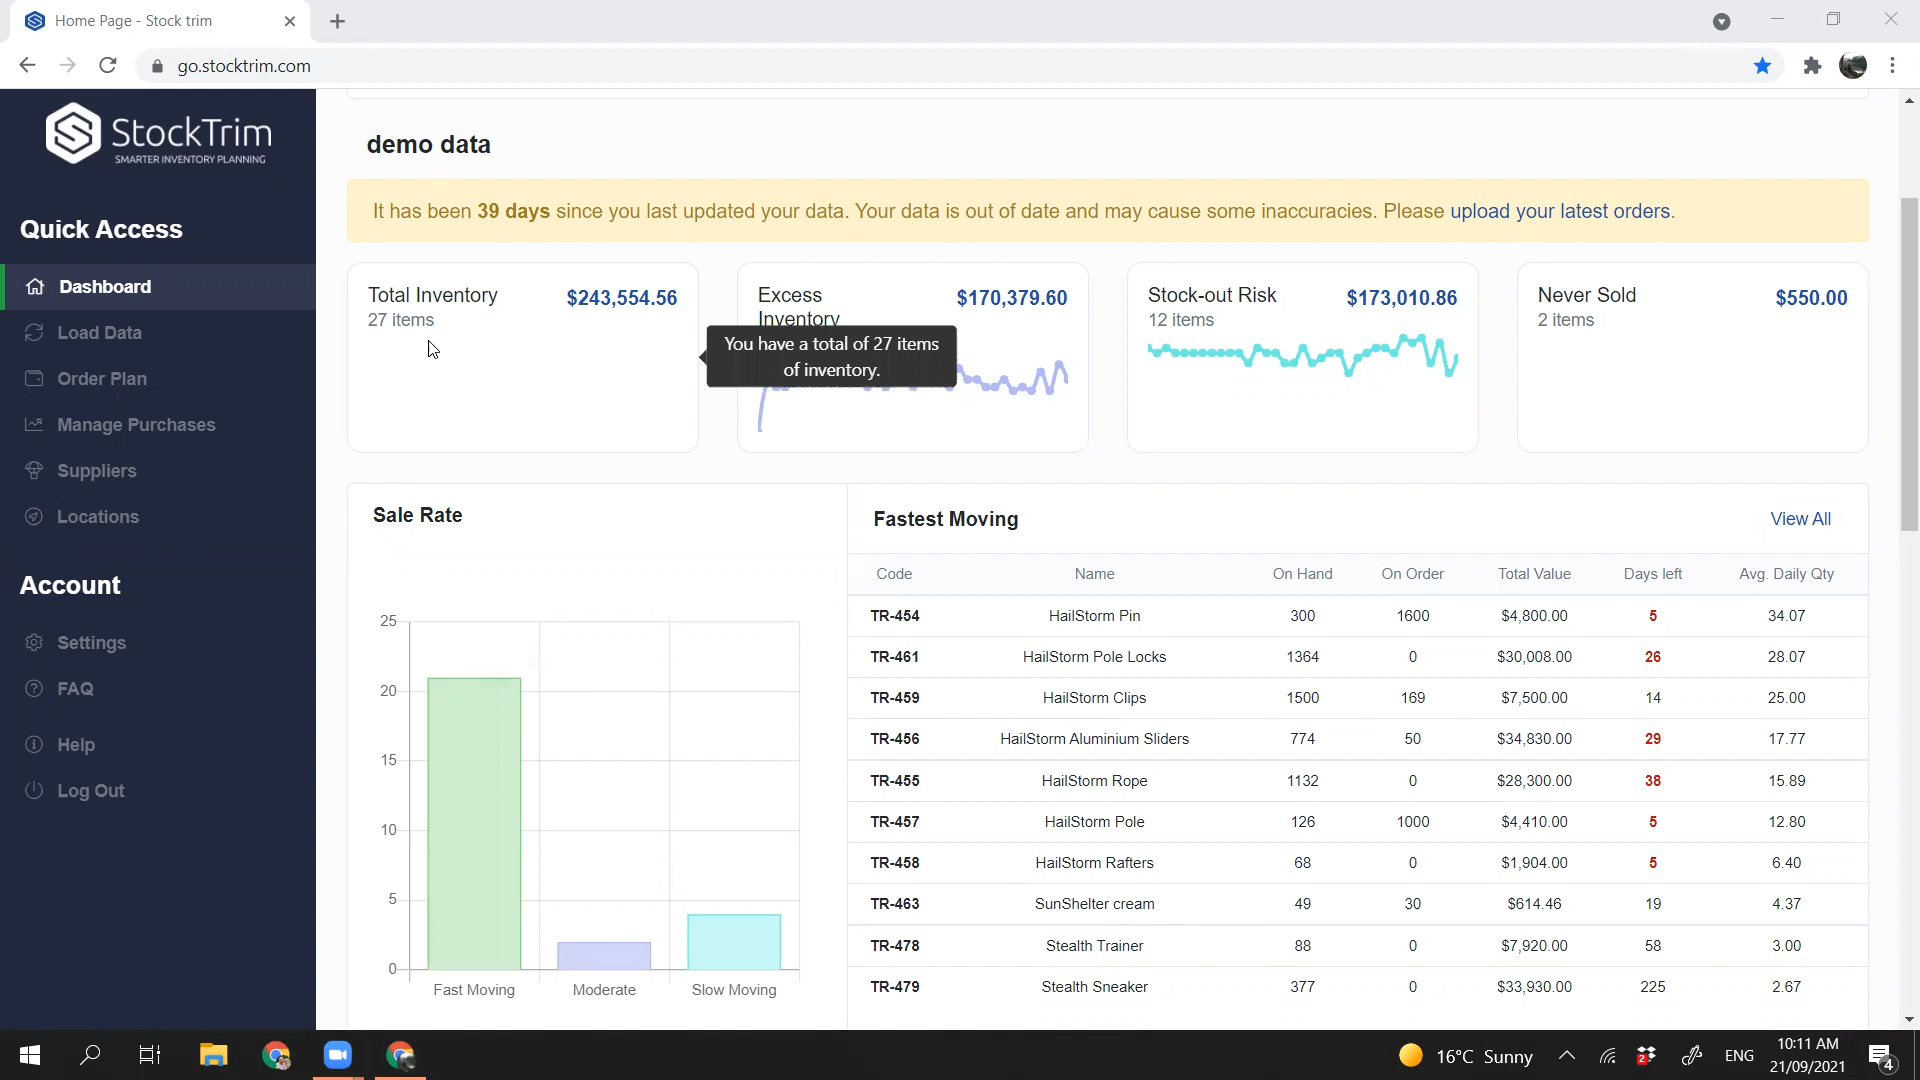 Home Page - Stock trim
go.stocktrim.com
StockTrim
SMARTER INVENTORY PLANNING
Quick Access
Dashboard
Load Data
Order Plan
Manage Purchases
Suppliers
Locations
Account
Settings
FAQ
Help
Log Out
demo data
It has been 39 days since you last updated your data. Your data is out of date and may cause some inaccuracies. Please upload your latest orders.
Total Inventory $243,554.56
27 items
Excess $170,379.60
Inventory
You have a total of 27 items
of inventory.
Stock-out Risk $173,010.86
12 items
Never Sold $550.00
2 items
Sale Rate
25
20
15
10
5
0
Fast Moving Moderate Slow Moving
Fastest Moving View All
Code Name On Hand On Order Total Value Days left Avg. Daily Qty
TR-454 HailStorm Pin 300 1600 $4,800.00 5 34.07
TR-461 HailStorm Pole Locks 1364 0 $30,008.00 26 28.07
TR-459 HailStorm Clips 1500 169 $7,500.00 14 25.00
TR-456 HailStorm Aluminium Sliders 774 50 $34,830.00 29 17.77
TR-455 HailStorm Rope 1132 0 $28,300.00 38 15.89
TR-457 HailStorm Pole 126 1000 $4,410.00 5 12.80
TR-458 HailStorm Rafters 68 0 $1,904.00 5 6.40
TR-463 SunShelter cream 49 30 $614.46 19 4.37
TR-478 Stealth Trainer 88 0 $7,920.00 58 3.00
TR-479 Stealth Sneaker 377 0 $33,930.00 225 2.67
16°C Sunny
2
ENG
10:11 AM
21/09/2021
4